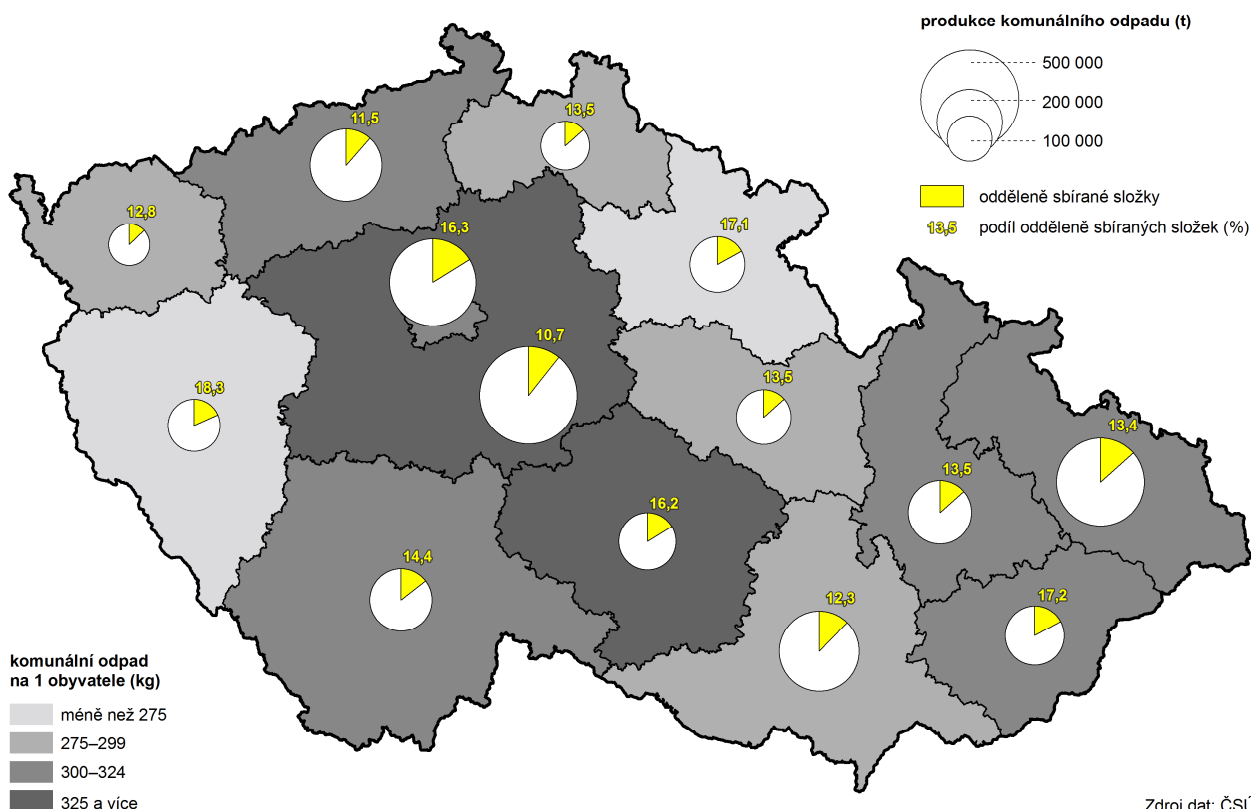 produkce komunálního odpadu (t)
500 000
200 000
100 000
odděleně sbírané složky
13,5 podíl odděleně sbíraných složek (%)
11,5
13,5
12,8
16,3
17,1
10,7
18,3
13,5
13,4
13,5
16,2
14,4
12,3
17,2
komunální odpad
na 1 obyvatele (kg)
méně než 275
275–299
300–324
325 a více
Zdroj dat: ČSÚ